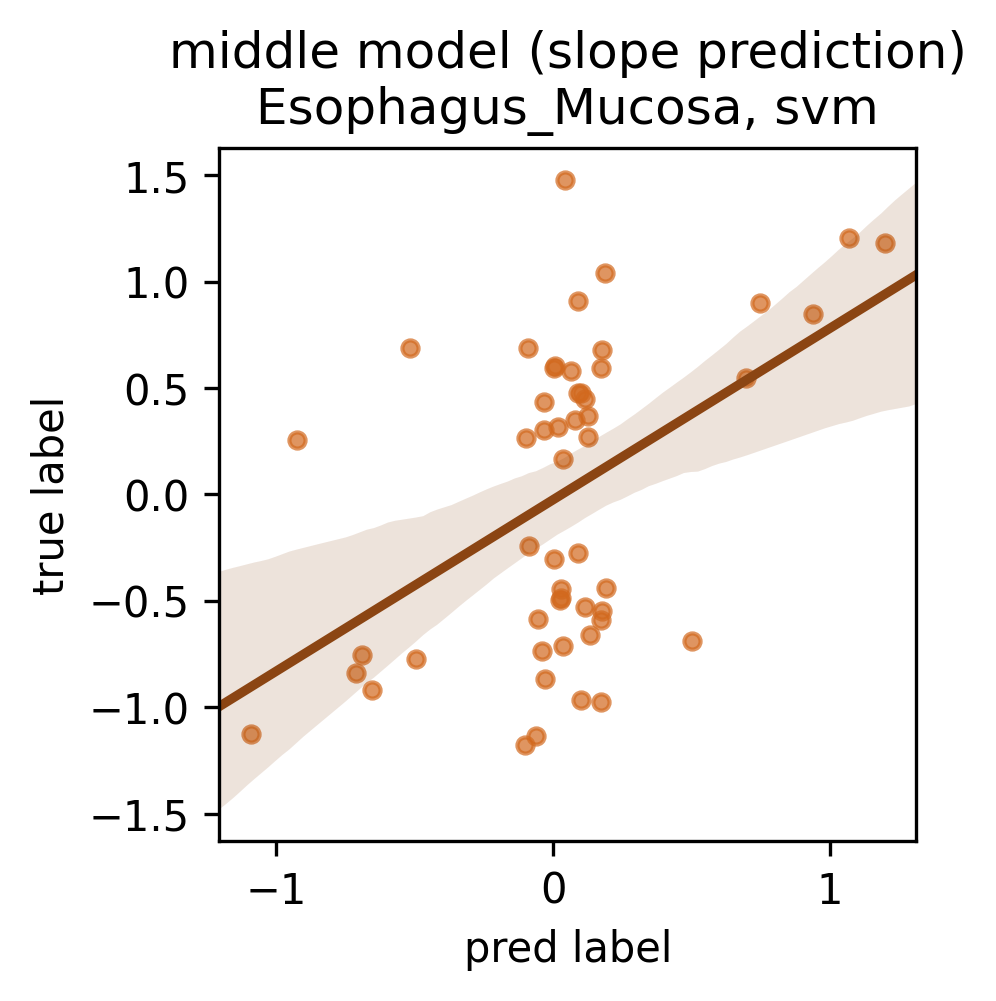 middle model (slope prediction)
Esophagus_Mucosa, svm
1.5
1.0
0.5
0.0
−0.5
−1.0
−1.5
true label
−1
0
1
pred label